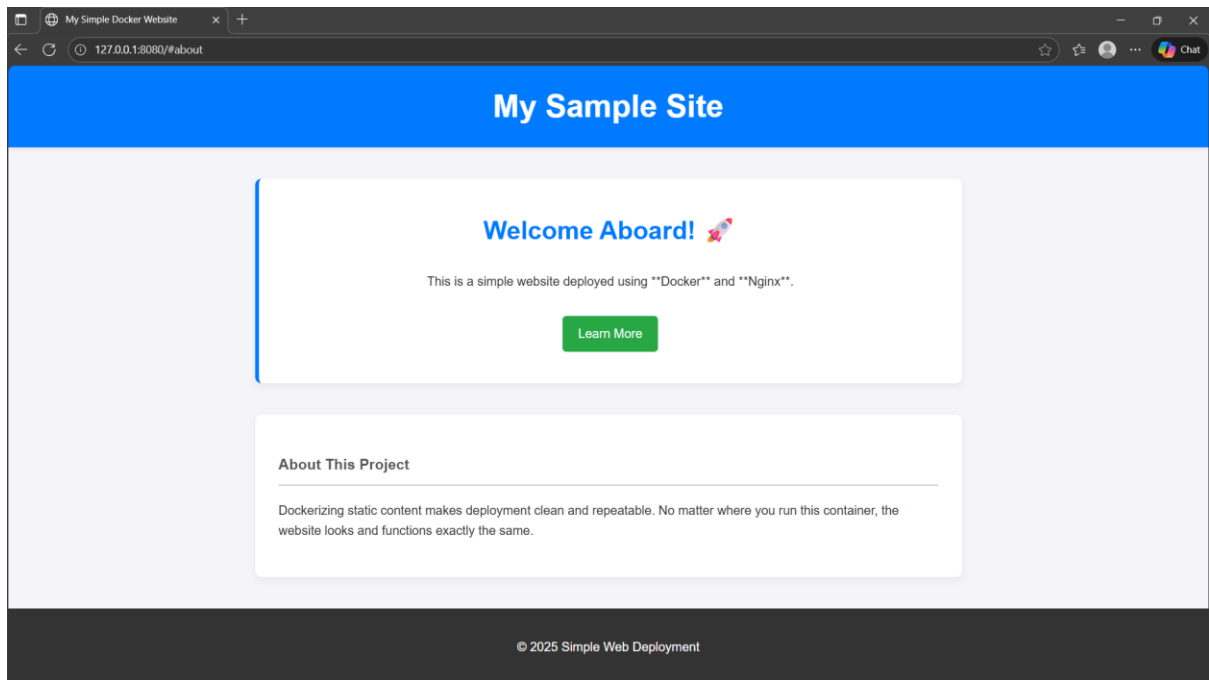 My Simple Docker Website
127.0.0.1:8080/#about
Chat
My Sample Site
Welcome Aboard! 🚀
This is a simple website deployed using **Docker** and **Nginx**.
Learn More
About This Project
Dockerizing static content makes deployment clean and repeatable. No matter where you run this container, the
website looks and functions exactly the same.
© 2025 Simple Web Deployment